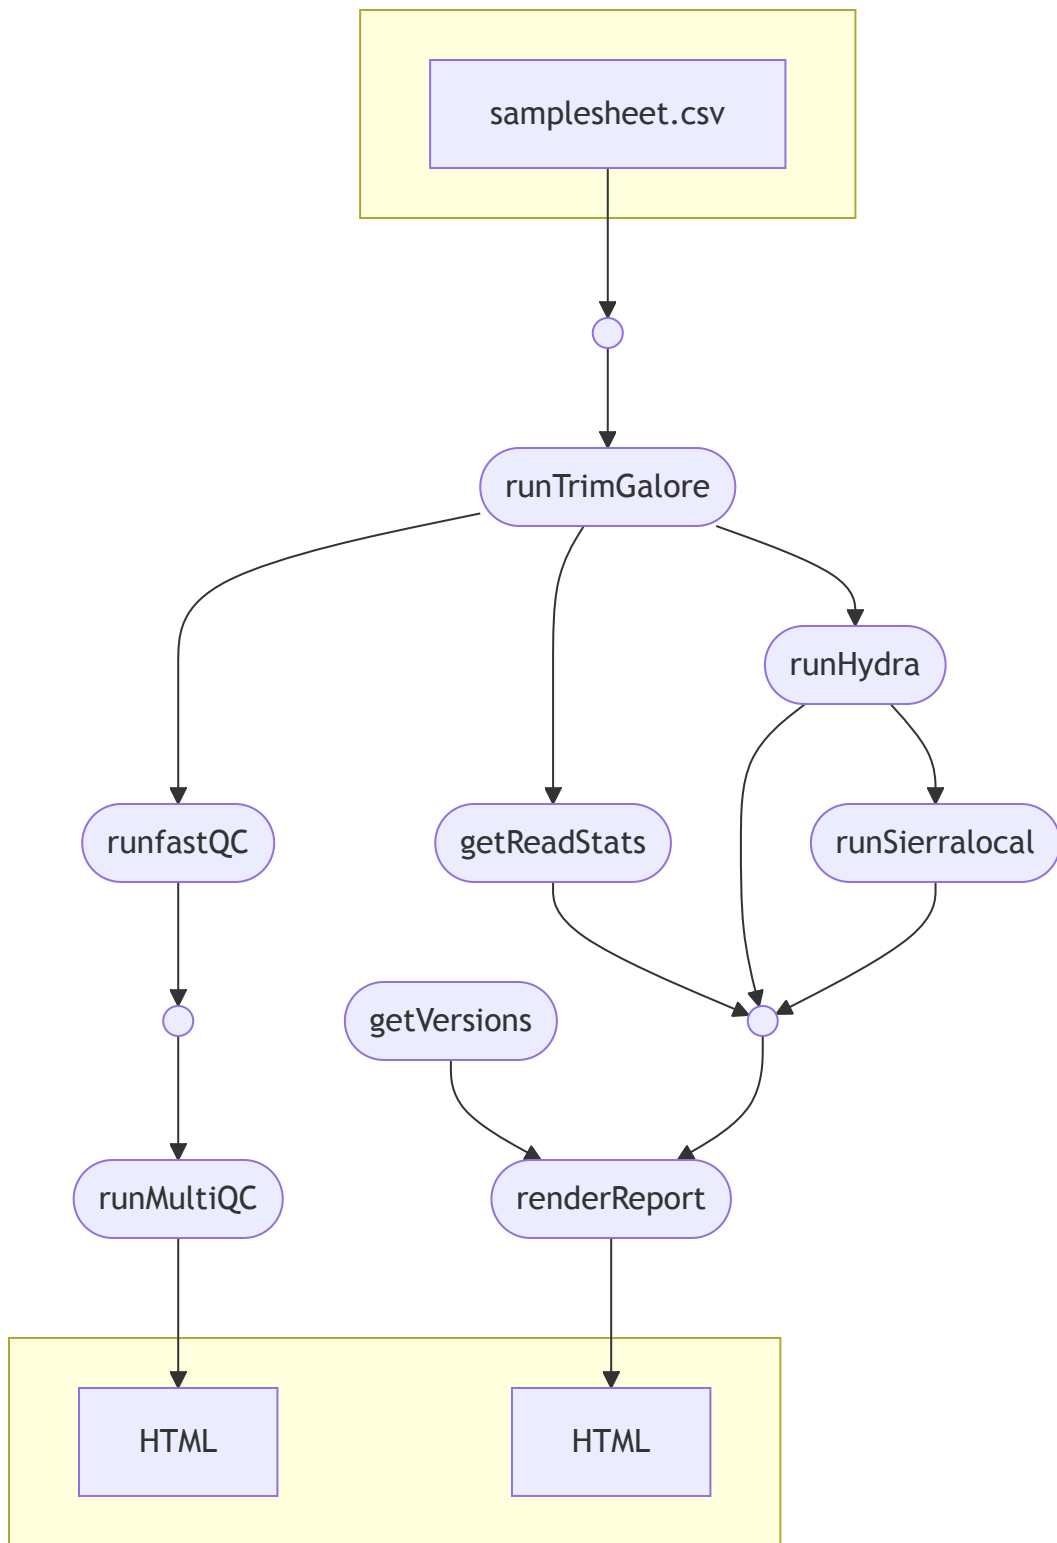 samplesheet.csv
runTrimGalore
runHydra
runfastQC
getReadStats
runSierralocal
getVersions
runMultiQC
renderReport
HTML
HTML